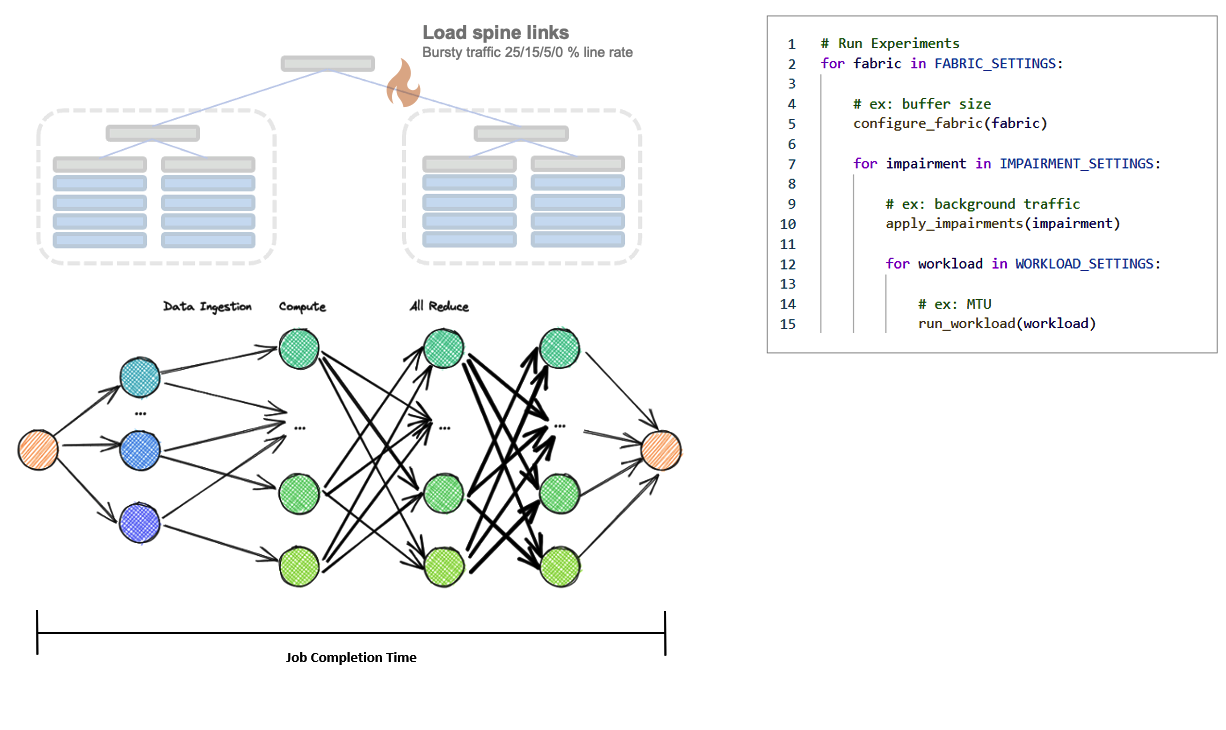 Load spine links
Bursty traffic 25/15/5/0 % line rate
Data Ingestion
Compute
All Reduce
...
...
...
...
Job Completion Time
1 # Run Experiments
2 for fabric in FABRIC_SETTINGS:
3
4 # ex: buffer size
5 configure_fabric(fabric)
6
7 for impairment in IMPAIRMENT_SETTINGS:
8
9 # ex: background traffic
10 apply_impairments(impairment)
11
12 for workload in WORKLOAD_SETTINGS:
13
14 # ex: MTU
15 run_workload(workload)